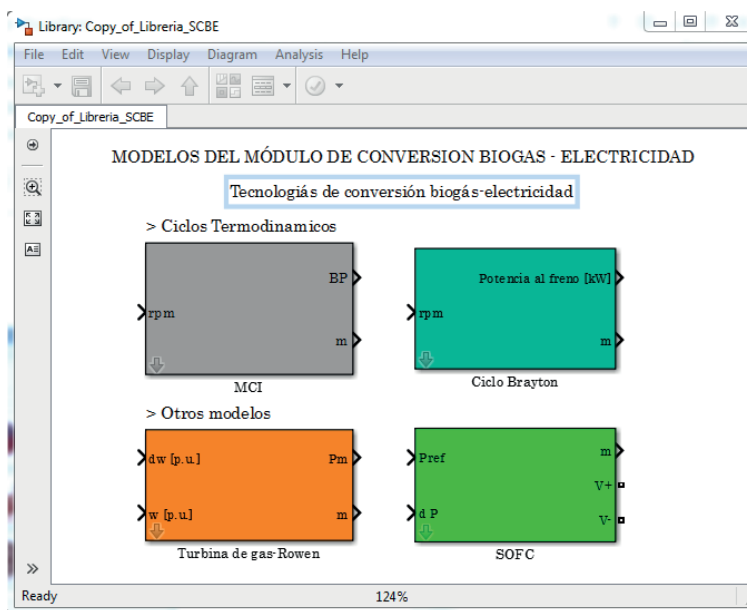 Library: Copy_of_Libreria_SCBE
File Edit View Display Diagram Analysis Help
Copy_of_Libreria_SCBE
MODELOS DEL MÓDULO DE CONVERSION BIOGAS - ELECTRICIDAD
Tecnologiás de conversión biogás-electricidad
> Ciclos Termodinamicos
BP
rpm
m
MCI
Potencia al freno [kW]
rpm
m
Ciclo Brayton
> Otros modelos
dw [p.u.]
Pm
w [p.u.]
m
Turbina de gas-Rowen
Pref
m
V+
d P
V-
SOFC
Ready 124%